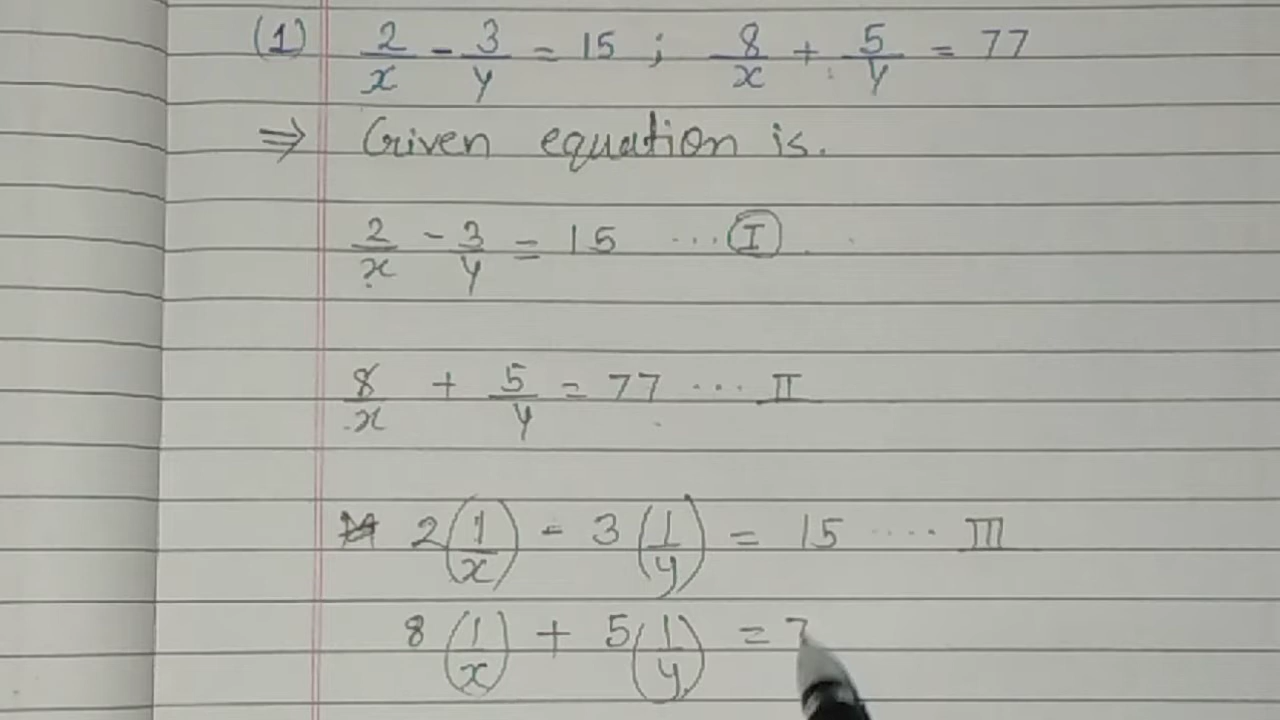 (1) 2/x - 3/y = 15 ; 8/x + 5/y = 77
⇒ Given equation is.
2/x - 3/y = 15 ... I
8/x + 5/y = 77 ... II
2(1/x) - 3(1/y) = 15 .... III
8(1/x) + 5(1/y) = 7